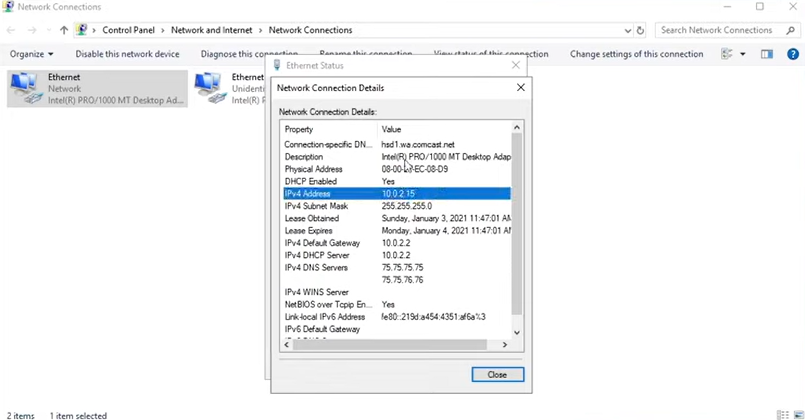 Network Connections
Control Panel > Network and Internet > Network Connections
Search Network Connections
Organize Disable this network device Diagnose this connection Rename this connection View status of this connection Change settings of this connection
Ethernet
Network
Intel(R) PRO/1000 MT Desktop Ad...
Ethernet
Unidenti
Intel(R) P
Ethernet Status
Network Connection Details
Network Connection Details:
Property Value
Connection-specific DN... hsd1.wa.comcast.net
Description Intel(R) PRO/1000 MT Desktop Adap
Physical Address 08-00-27-EC-08-D9
DHCP Enabled Yes
IPv4 Address 10.0.2.15
IPv4 Subnet Mask 255.255.255.0
Lease Obtained Sunday, January 3, 2021 11:47:01 AM
Lease Expires Monday, January 4, 2021 11:47:01 AM
IPv4 Default Gateway 10.0.2.2
IPv4 DHCP Server 10.0.2.2
IPv4 DNS Servers 75.75.75.75
75.75.76.76
IPv4 WINS Server
NetBIOS over Tcpip En... Yes
Link-local IPv6 Address fe80::219d:a454:4351:af6a%3
IPv6 Default Gateway
Close
2 items 1 item selected